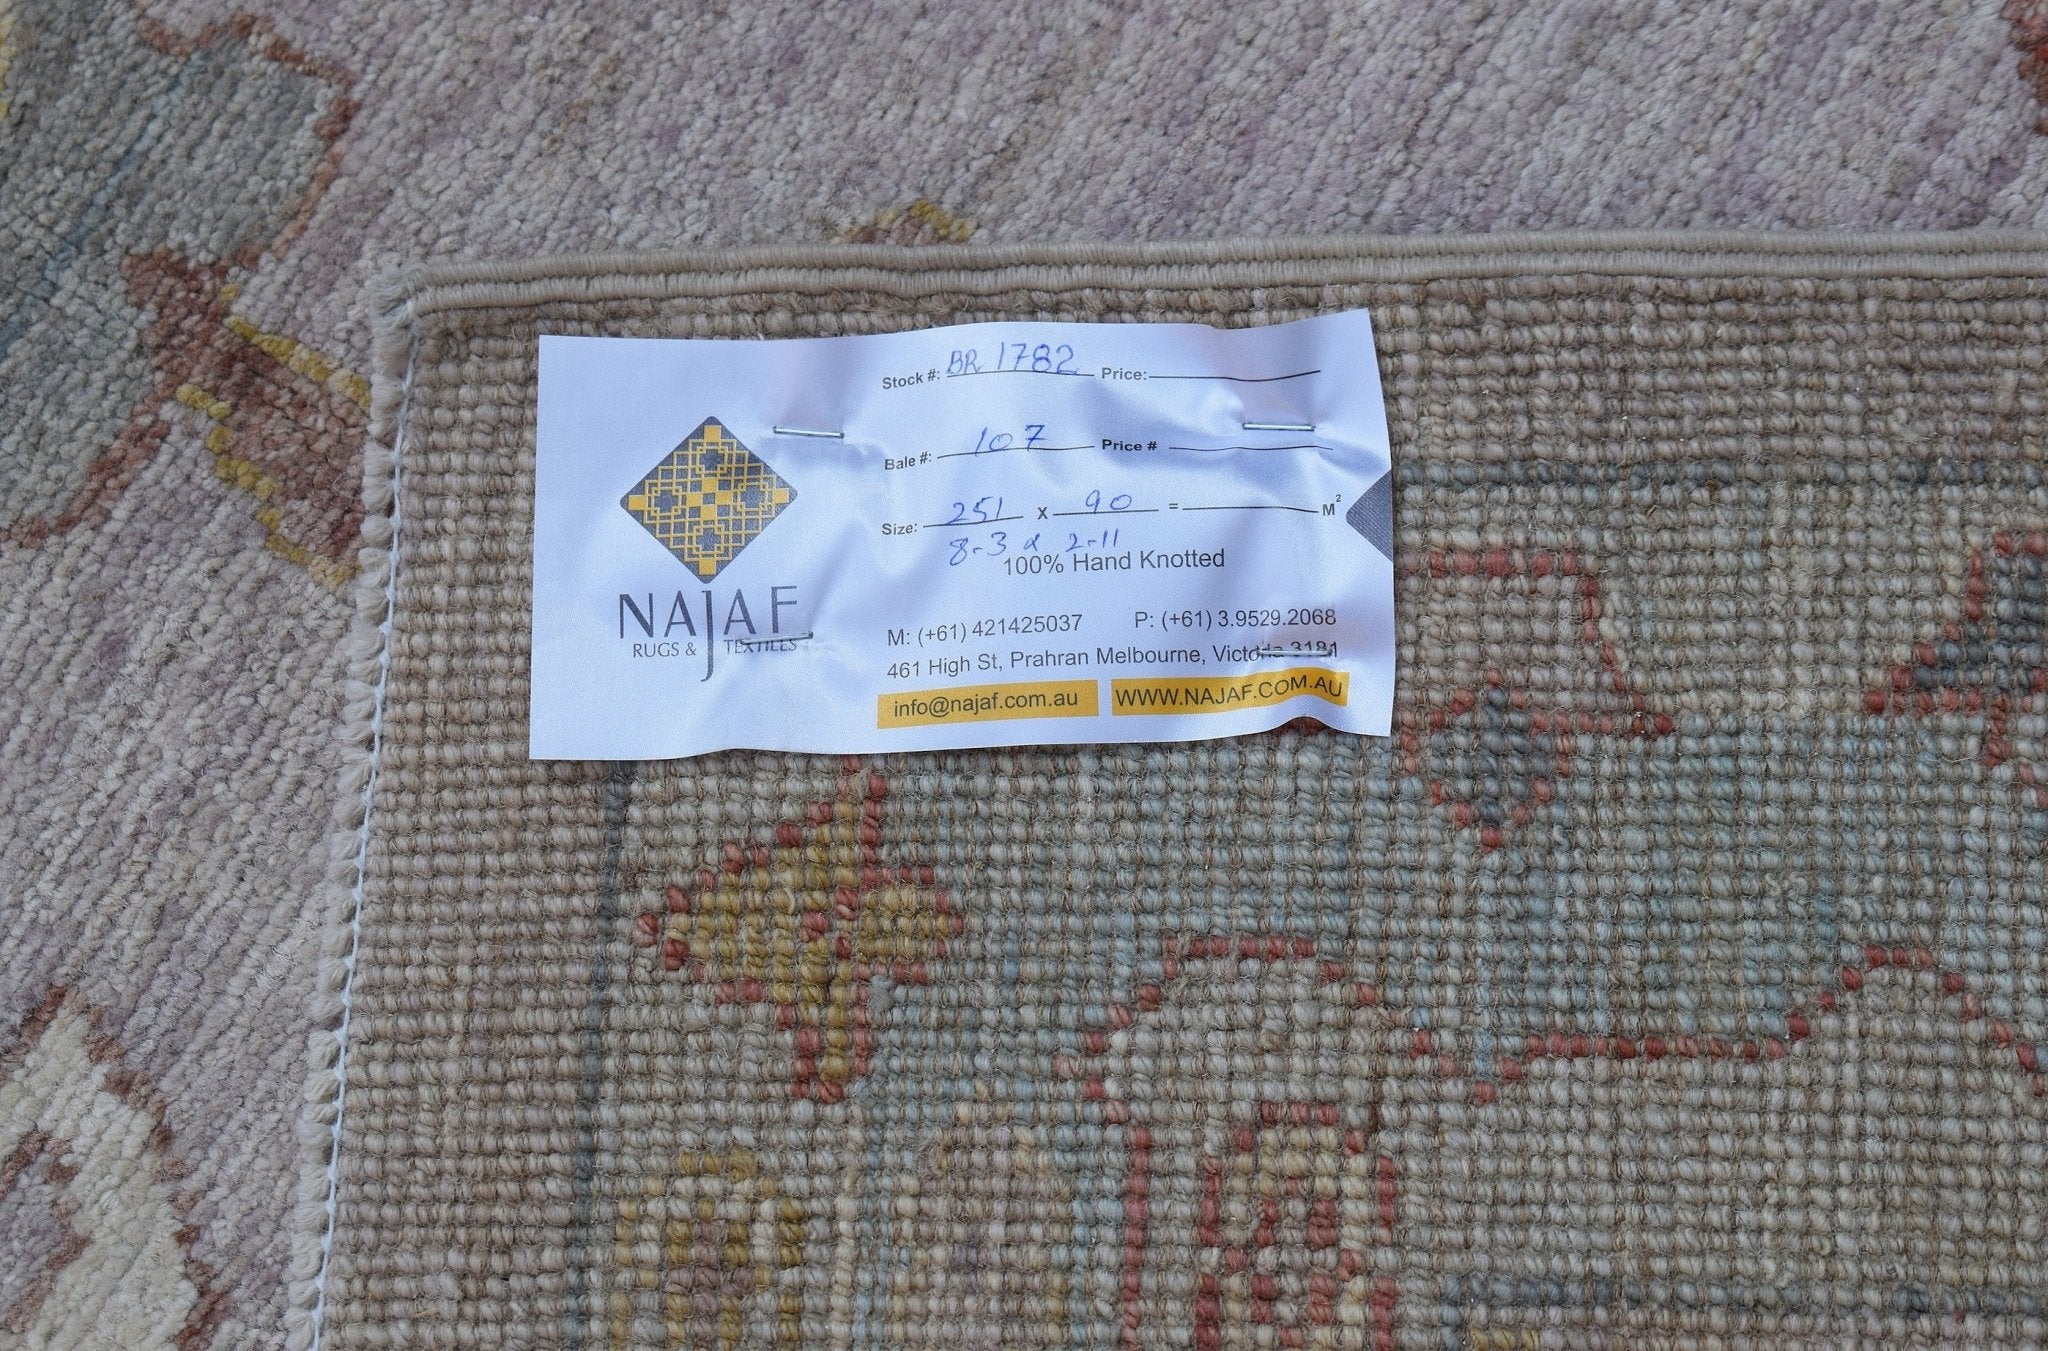 Stock #: BR 1782 Price:
Bale #: 107 Price #
Size: 251 x 90 = M²
8-3 x 2-11
100% Hand Knotted
NAJAF
RUGS & TEXTILES
M: (+61) 421425037 P: (+61) 3.9529.2068
461 High St, Prahran Melbourne, Victoria 3181
info@najaf.com.au WWW.NAJAF.COM.AU